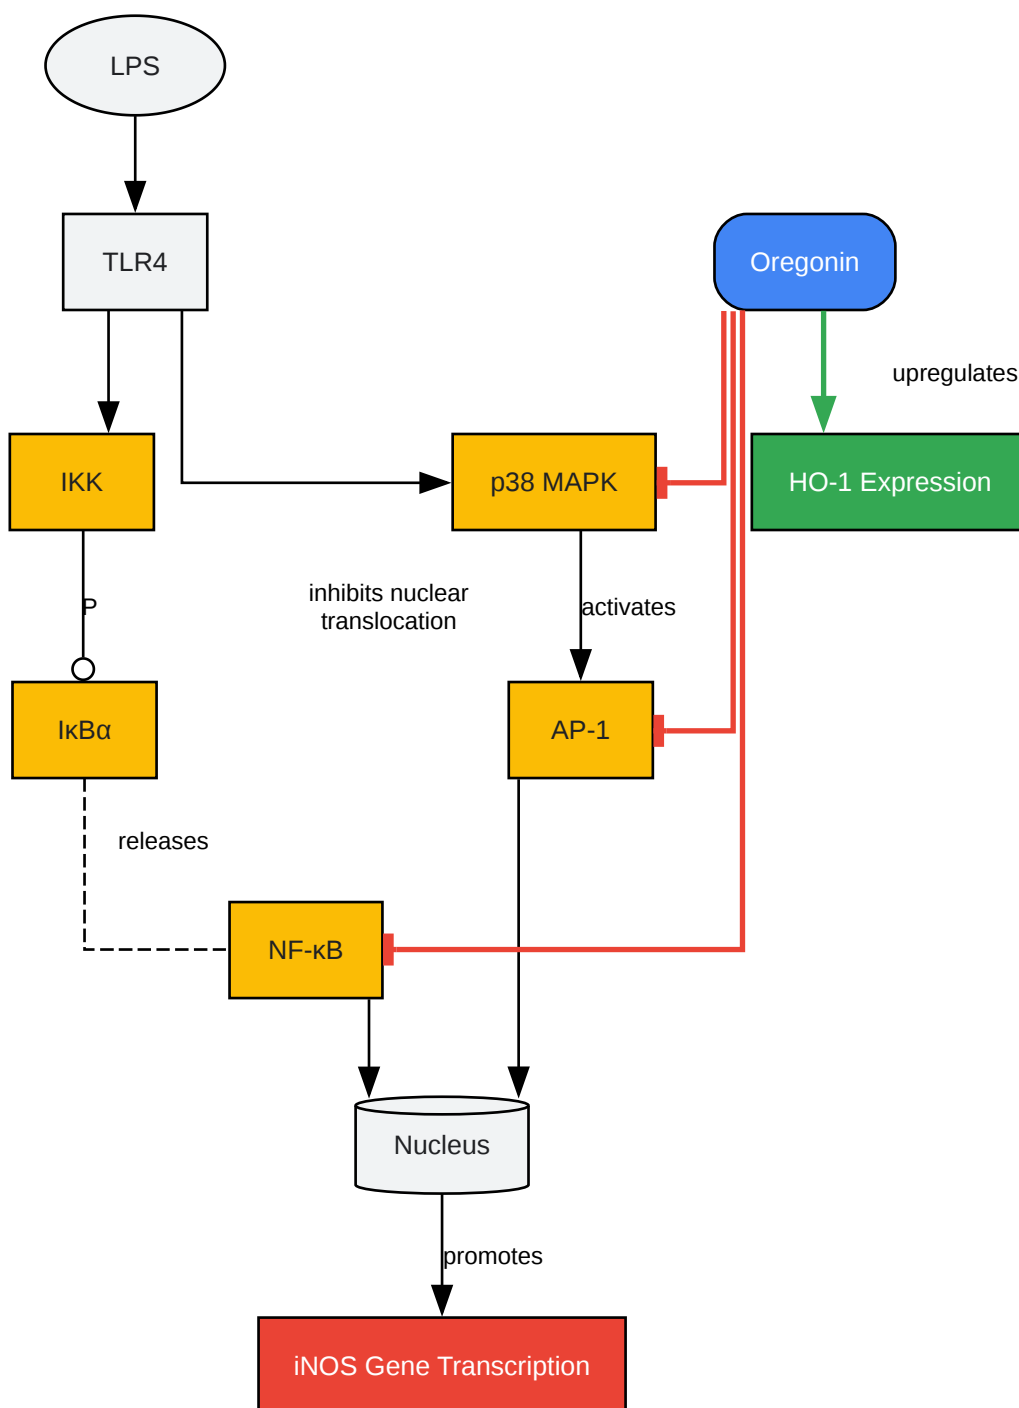 LPS
TLR4
Oregonin
upregulates
IKK
p38 MAPK
HO-1 Expression
P
inhibits nuclear
translocation
activates
IκBα
AP-1
releases
NF-κB
Nucleus
promotes
iNOS Gene Transcription